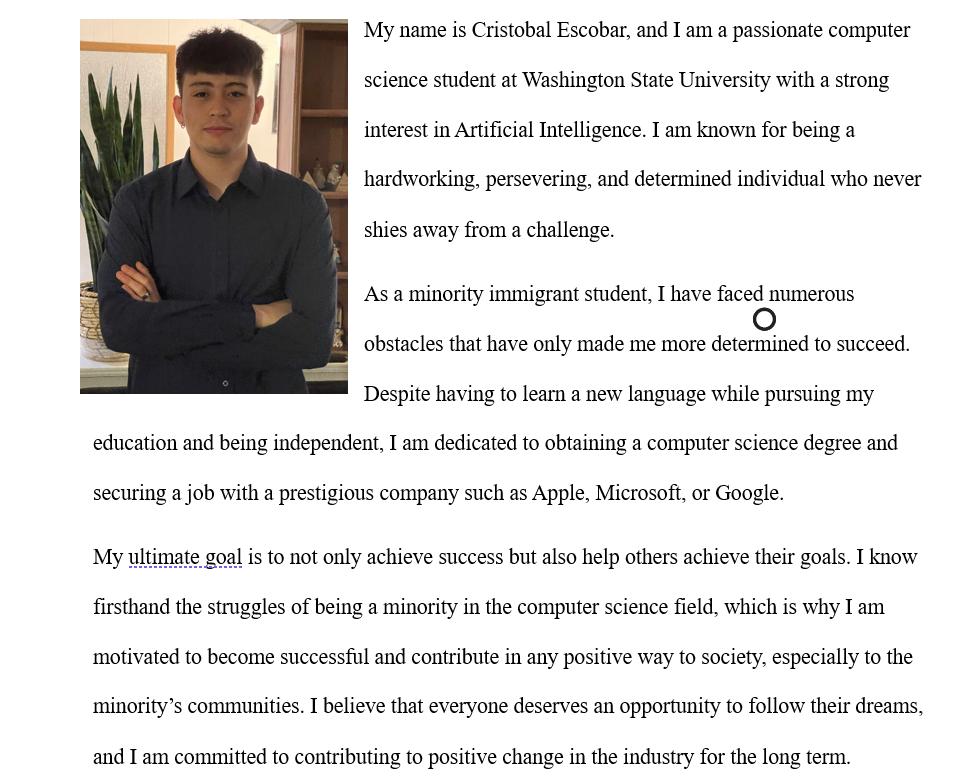 My name is Cristobal Escobar, and I am a passionate computer
science student at Washington State University with a strong
interest in Artificial Intelligence. I am known for being a
hardworking, persevering, and determined individual who never
shies away from a challenge.
As a minority immigrant student, I have faced numerous
obstacles that have only made me more determined to succeed.
Despite having to learn a new language while pursuing my
education and being independent, I am dedicated to obtaining a computer science degree and
securing a job with a prestigious company such as Apple, Microsoft, or Google.
My ultimate goal is to not only achieve success but also help others achieve their goals. I know
firsthand the struggles of being a minority in the computer science field, which is why I am
motivated to become successful and contribute in any positive way to society, especially to the
minority’s communities. I believe that everyone deserves an opportunity to follow their dreams,
and I am committed to contributing to positive change in the industry for the long term.